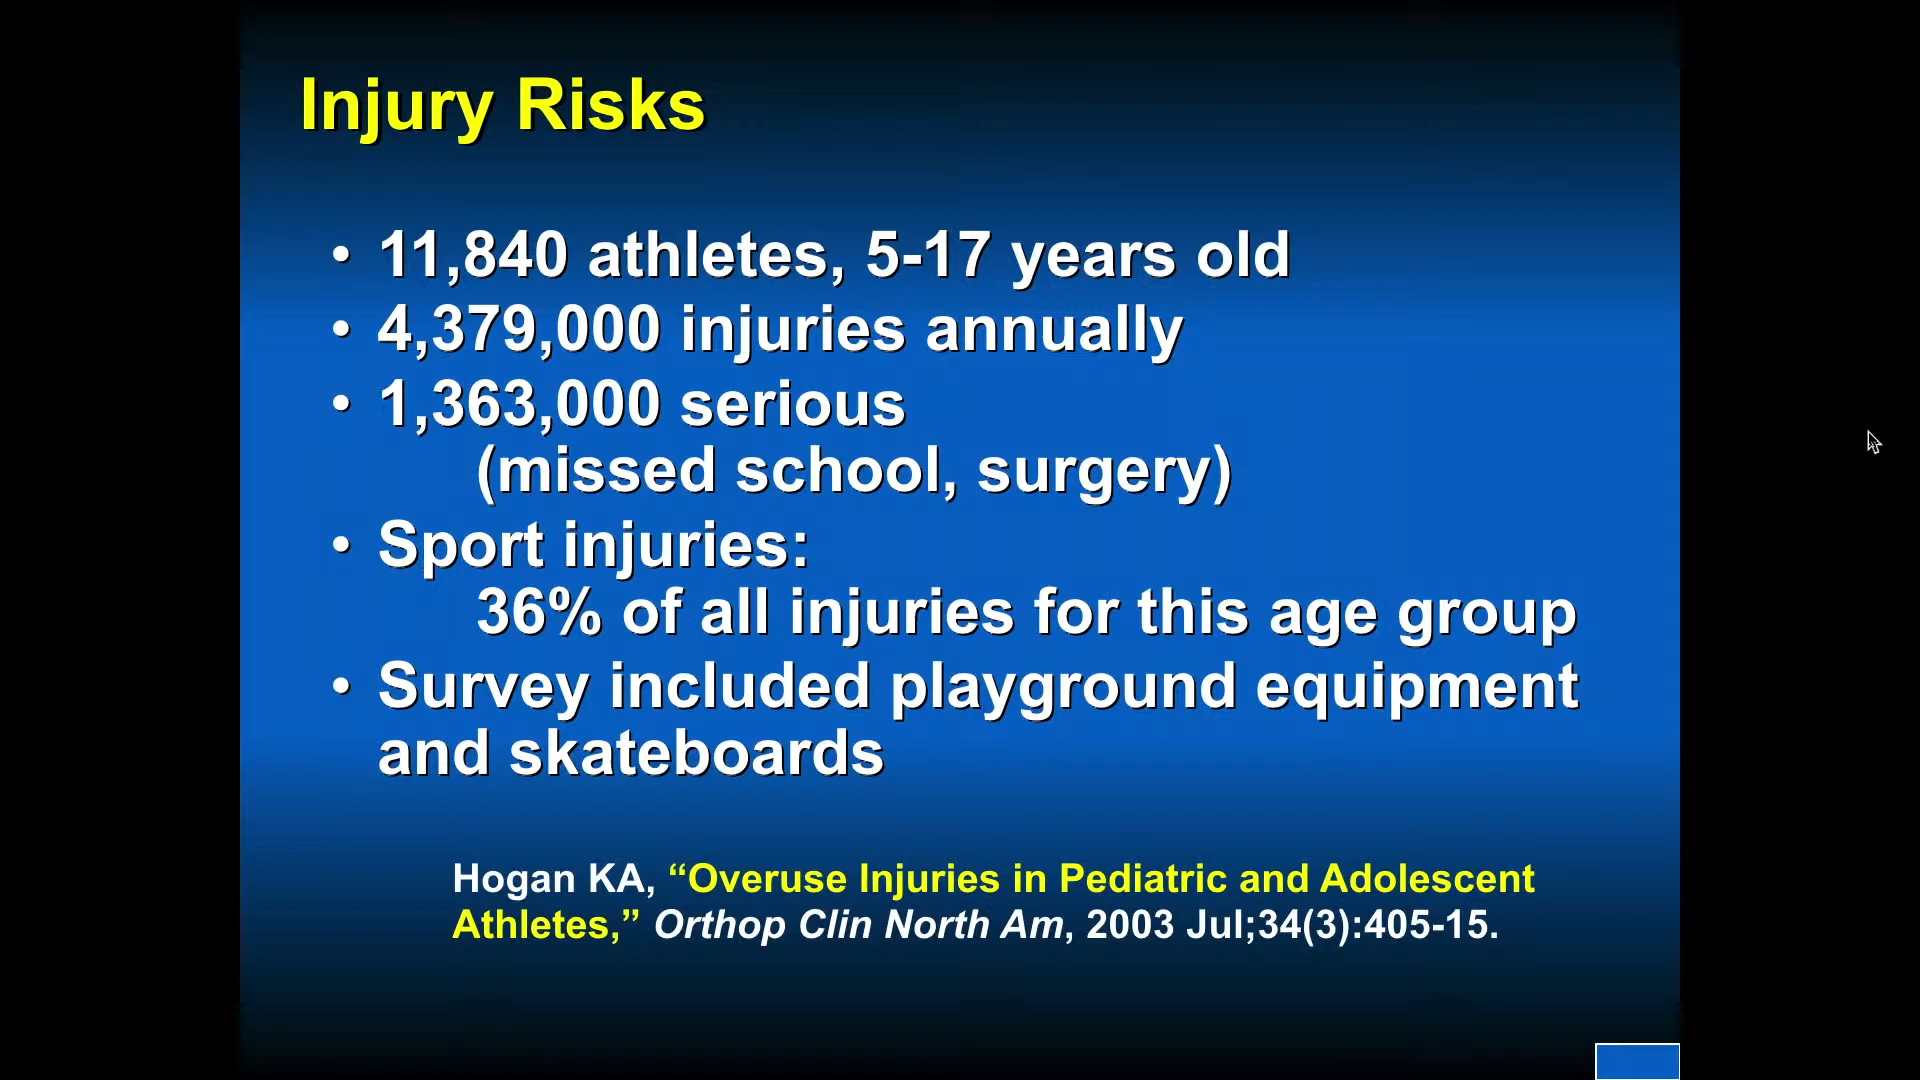 Injury Risks
• 11,840 athletes, 5-17 years old
• 4,379,000 injuries annually
• 1,363,000 serious
(missed school, surgery)
• Sport injuries:
36% of all injuries for this age group
• Survey included playground equipment
and skateboards
Hogan KA, “Overuse Injuries in Pediatric and Adolescent
Athletes,” Orthop Clin North Am, 2003 Jul;34(3):405-15.